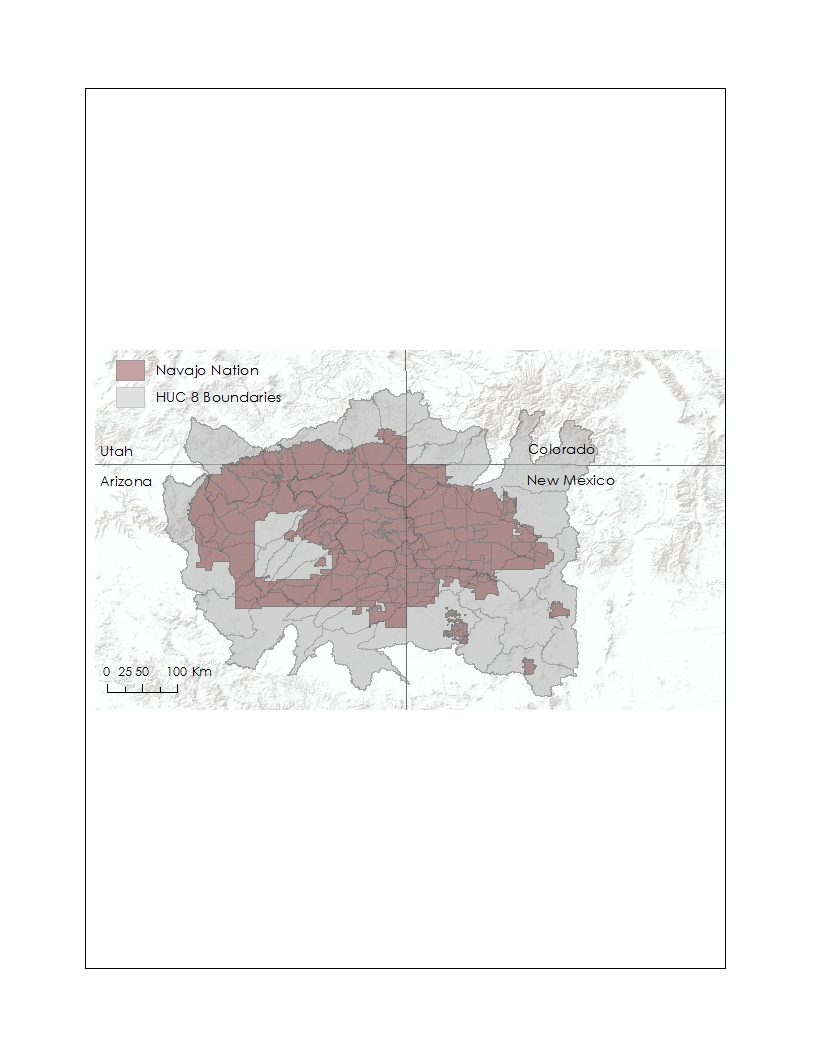 Navajo Nation
HUC 8 Boundaries
Utah
Colorado
Arizona
New Mexico
0 25 50 100 Km